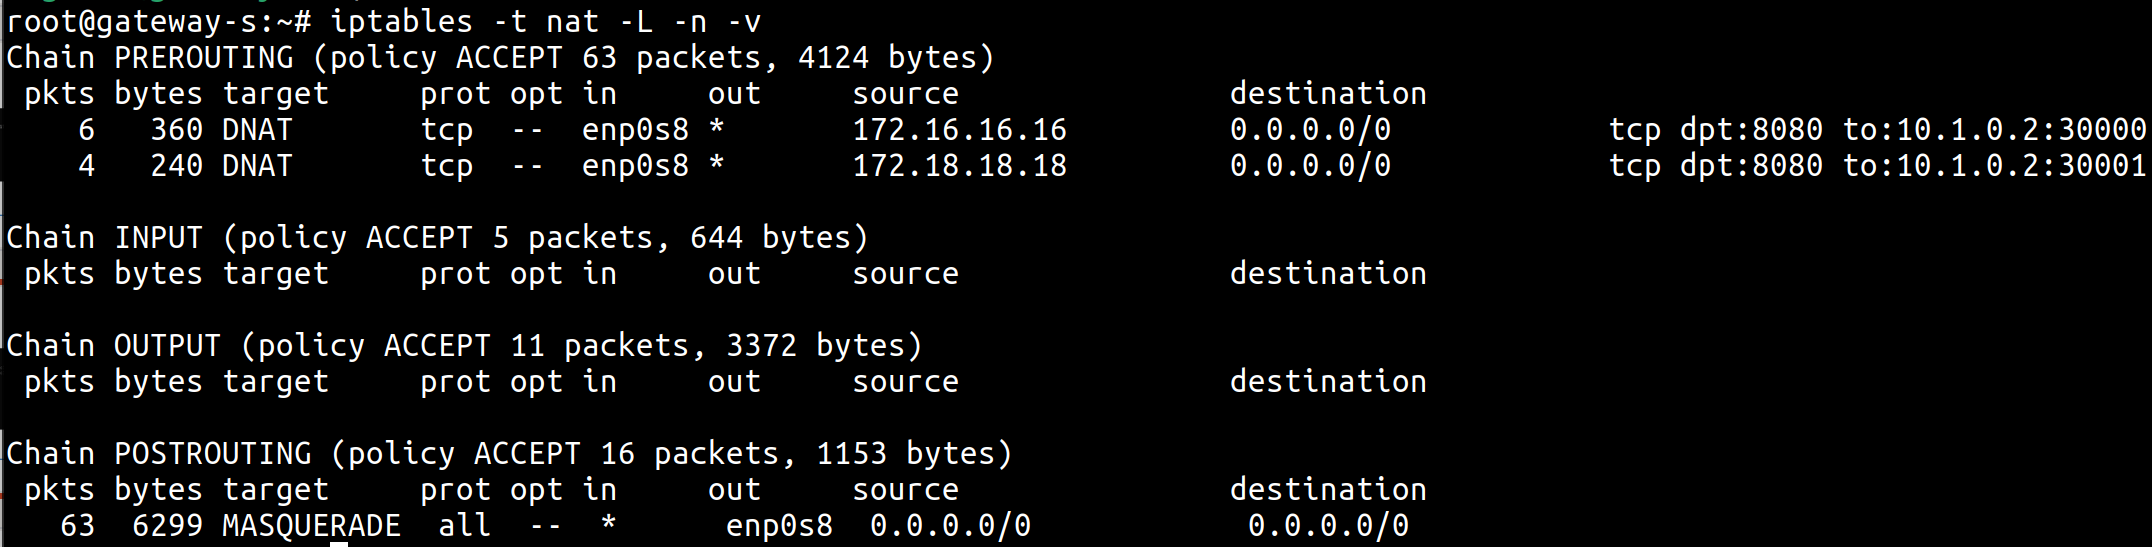 root@gateway-s:~# iptables -t nat -L -n -v
Chain PREROUTING (policy ACCEPT 63 packets, 4124 bytes)
 pkts bytes target     prot opt in     out     source               destination
    6   360 DNAT       tcp  --  enp0s8 *       172.16.16.16         0.0.0.0/0            tcp dpt:8080 to:10.1.0.2:30000
    4   240 DNAT       tcp  --  enp0s8 *       172.18.18.18         0.0.0.0/0            tcp dpt:8080 to:10.1.0.2:30001

Chain INPUT (policy ACCEPT 5 packets, 644 bytes)
 pkts bytes target     prot opt in     out     source               destination

Chain OUTPUT (policy ACCEPT 11 packets, 3372 bytes)
 pkts bytes target     prot opt in     out     source               destination

Chain POSTROUTING (policy ACCEPT 16 packets, 1153 bytes)
 pkts bytes target     prot opt in     out     source               destination
   63  6299 MASQUERADE  all  --  *      enp0s8  0.0.0.0/0            0.0.0.0/0